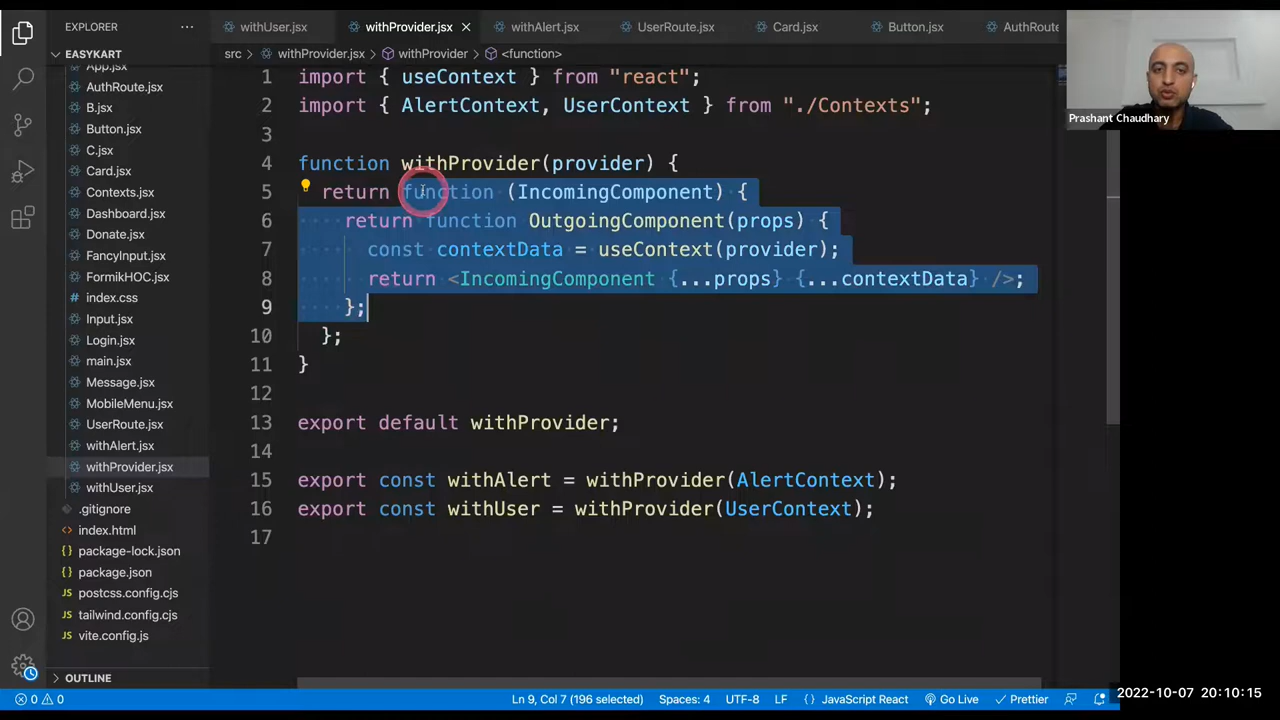 EXPLORER
withUser.jsx
withProvider.jsx
withAlert.jsx
UserRoute.jsx
Card.jsx
Button.jsx
AuthRou
EASYKART
src > withProvider.jsx > withProvider > <function>
App.jsx
AuthRoute.jsx
B.jsx
Button.jsx
C.jsx
Card.jsx
Contexts.jsx
Dashboard.jsx
Donate.jsx
FancyInput.jsx
FormikHOC.jsx
index.css
Input.jsx
Login.jsx
main.jsx
Message.jsx
MobileMenu.jsx
UserRoute.jsx
withAlert.jsx
withProvider.jsx
withUser.jsx
.gitignore
index.html
package-lock.json
package.json
postcss.config.cjs
tailwind.config.cjs
vite.config.js
OUTLINE
1 import { useContext } from "react";
2 import { AlertContext, UserContext } from "./Contexts";
3
4 function withProvider(provider) {
5 return function (IncomingComponent) {
6 return function OutgoingComponent(props) {
7 const contextData = useContext(provider);
8 return <IncomingComponent {...props} {...contextData} />;
9 };
10 };
11 }
12
13 export default withProvider;
14
15 export const withAlert = withProvider(AlertContext);
16 export const withUser = withProvider(UserContext);
17
Prashant Chaudhary
0 0
Ln 9, Col 7 (196 selected)
Spaces: 4
UTF-8
LF
{ } JavaScript React
Go Live
Prettier
2022-10-07 20:10:15